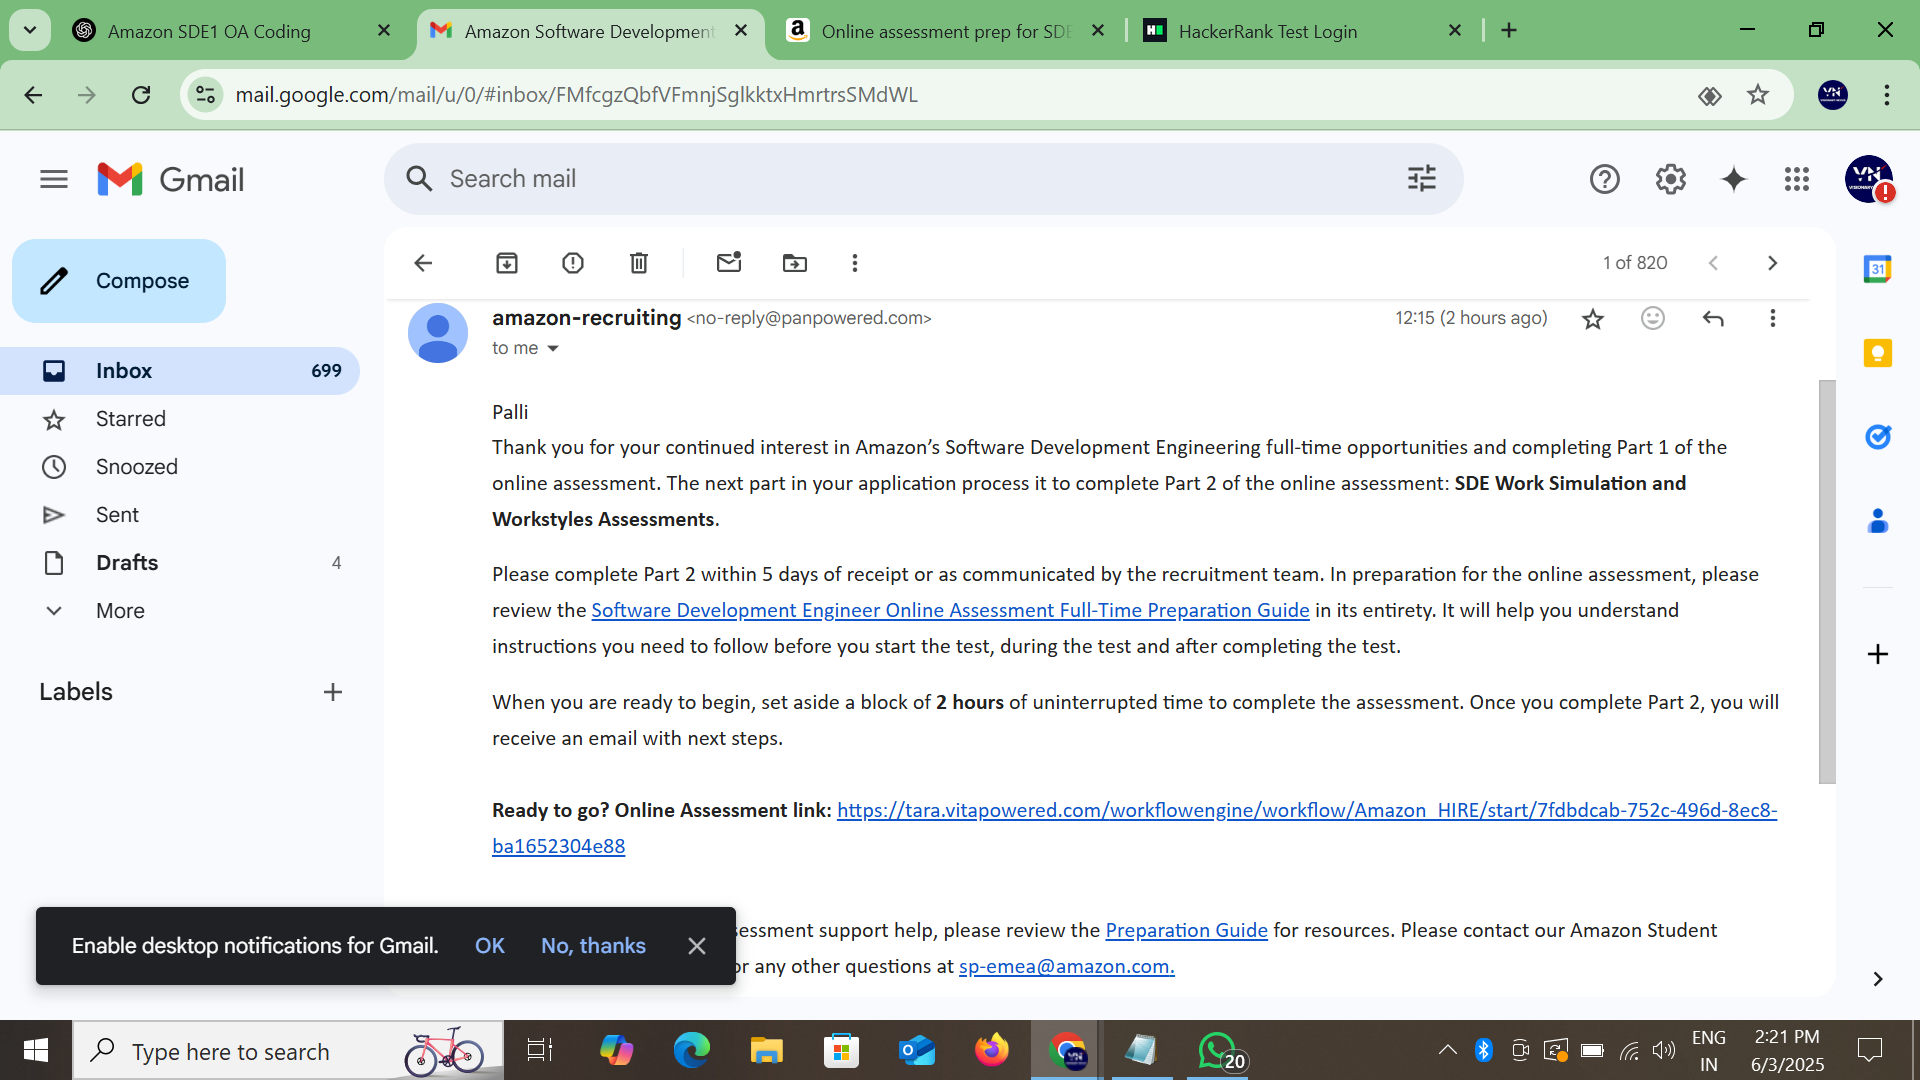 Amazon SDE1 OA Coding
Amazon Software Development
Online assessment prep for SDE
HackerRank Test Login
mail.google.com/mail/u/0/#inbox/FMfcgzQbfVFmnjSglkktxHmrtrsSMdWL
Gmail
Search mail
Compose
1 of 820
Inbox 699
Starred
Snoozed
Sent
Drafts 4
More
Labels
amazon-recruiting <no-reply@panpowered.com>
12:15 (2 hours ago)
to me
Palli
Thank you for your continued interest in Amazon’s Software Development Engineering full-time opportunities and completing Part 1 of the
online assessment. The next part in your application process it to complete Part 2 of the online assessment: SDE Work Simulation and
Workstyles Assessments.
Please complete Part 2 within 5 days of receipt or as communicated by the recruitment team. In preparation for the online assessment, please
review the Software Development Engineer Online Assessment Full-Time Preparation Guide in its entirety. It will help you understand
instructions you need to follow before you start the test, during the test and after completing the test.
When you are ready to begin, set aside a block of 2 hours of uninterrupted time to complete the assessment. Once you complete Part 2, you will
receive an email with next steps.
Ready to go? Online Assessment link: https://tara.vitapowered.com/workflowengine/workflow/Amazon_HIRE/start/7fdbdcab-752c-496d-8ec8-
ba1652304e88
sessment support help, please review the Preparation Guide for resources. Please contact our Amazon Student
or any other questions at sp-emea@amazon.com.
Enable desktop notifications for Gmail. OK No, thanks
31
VN
Type here to search
20
ENG
IN
2:21 PM
6/3/2025